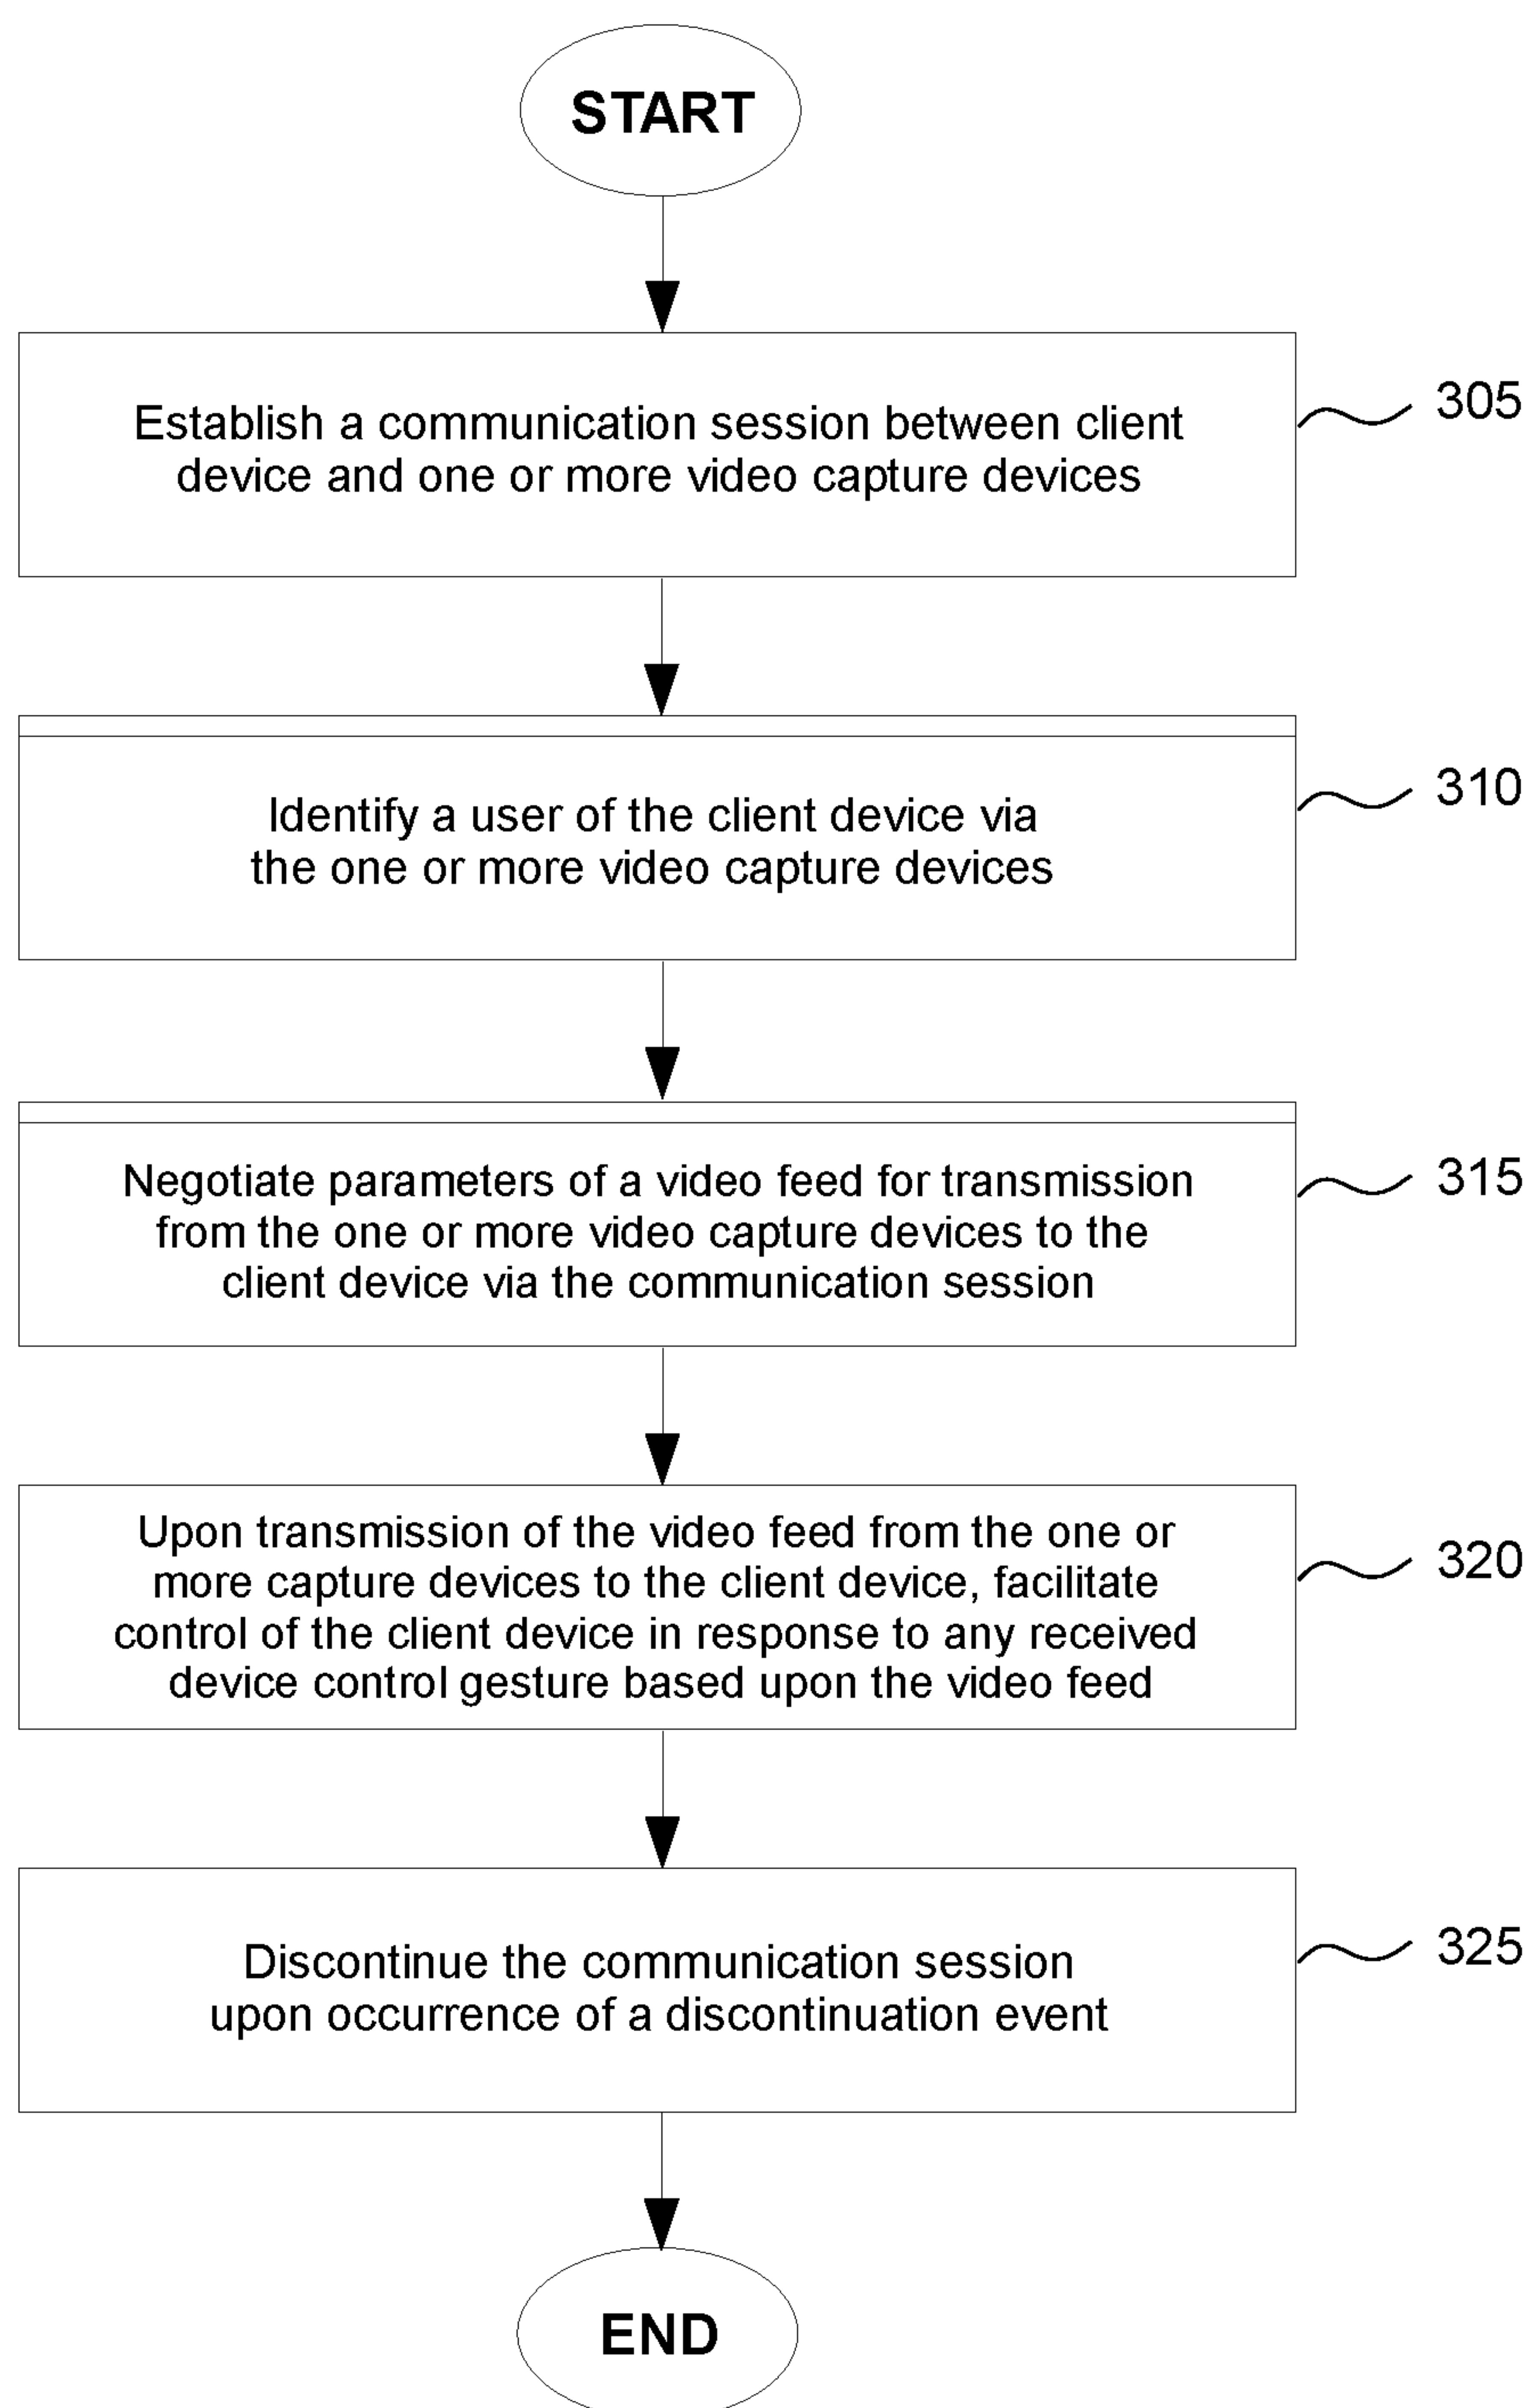 START
Establish a communication session between client
device and one or more video capture devices
305
Identify a user of the client device via
the one or more video capture devices
310
Negotiate parameters of a video feed for transmission
from the one or more video capture devices to the
client device via the communication session
315
Upon transmission of the video feed from the one or
more capture devices to the client device, facilitate
control of the client device in response to any received
device control gesture based upon the video feed
320
Discontinue the communication session
upon occurrence of a discontinuation event
325
END